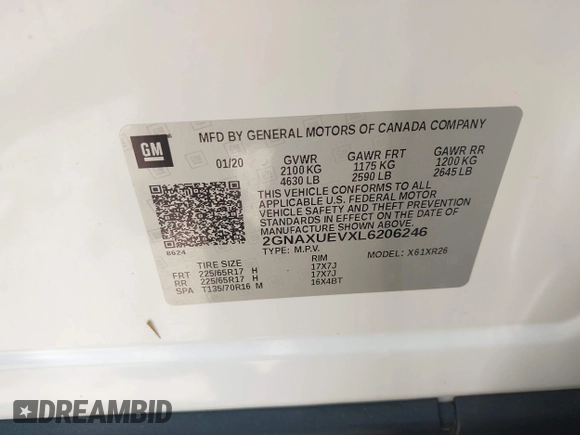 GM
MFD BY GENERAL MOTORS OF CANADA COMPANY
01/20 GVWR GAWR FRT GAWR RR
2100 KG 1175 KG 1200 KG
4630 LB 2590 LB 2645 LB
THIS VEHICLE CONFORMS TO ALL
APPLICABLE U.S. FEDERAL MOTOR
VEHICLE SAFETY AND THEFT
PREVENTION STANDARDS IN EFFECT
ON THE DATE OF
MANUFACTURE SHOWN ABOVE.
2GNAXUEVXL6206246
8624
TYPE: M.P.V. MODEL: X61XR26
TIRE SIZE RIM
FRT 225/65R17 H 17X7J
RR 225/65R17 H 17X7J
SPA T135/70R16 M 16X4BT
DREAMBID